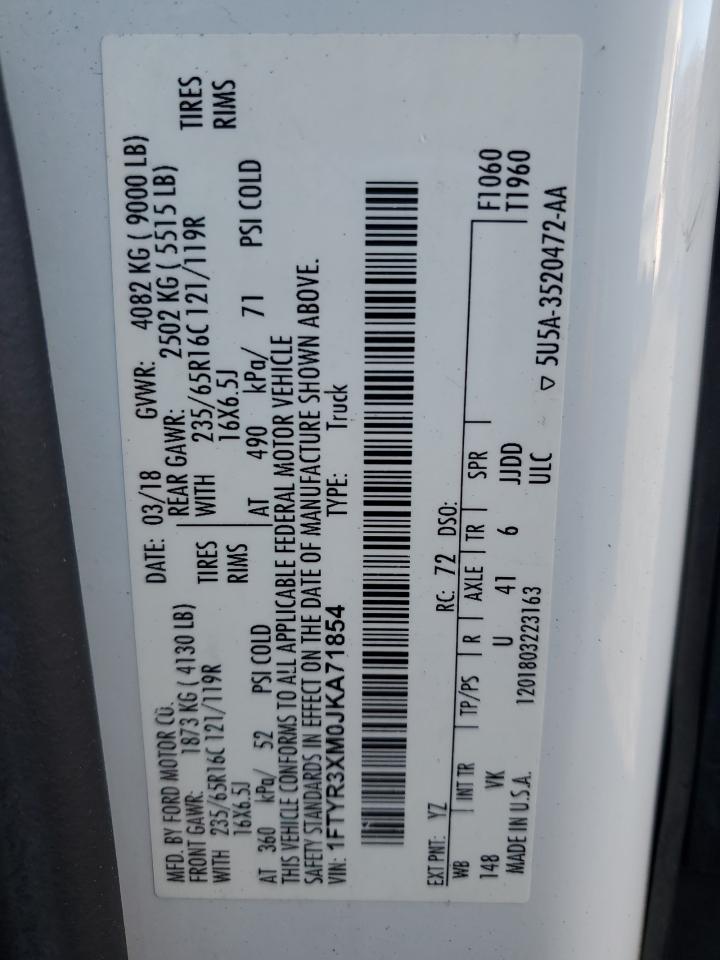 MFD. BY FORD MOTOR CO.
DATE: 03/18 GVWR: 4082 KG ( 9000 LB)
FRONT GAWR: 1873 KG ( 4130 LB) REAR GAWR: 2502 KG ( 5515 LB)
WITH 235/65R16C 121/119R TIRES WITH 235/65R16C 121/119R TIRES
16X6.5J RIMS 16X6.5J RIMS
AT 360 kPa/ 52 PSI COLD AT 490 kPa/ 71 PSI COLD
THIS VEHICLE CONFORMS TO ALL APPLICABLE FEDERAL MOTOR VEHICLE
SAFETY STANDARDS IN EFFECT ON THE DATE OF MANUFACTURE SHOWN ABOVE.
VIN: 1FTYR3XM0JKA71854 TYPE: Truck
EXT PNT: YZ RC: 72 DSO:
WB INT TR TP/PS R AXLE TR SPR F1060
148 VK U 41 6 JJDD T1960
MADE IN U.S.A. 1201803223163 ULC ▽ 5U5A-3520472-AA